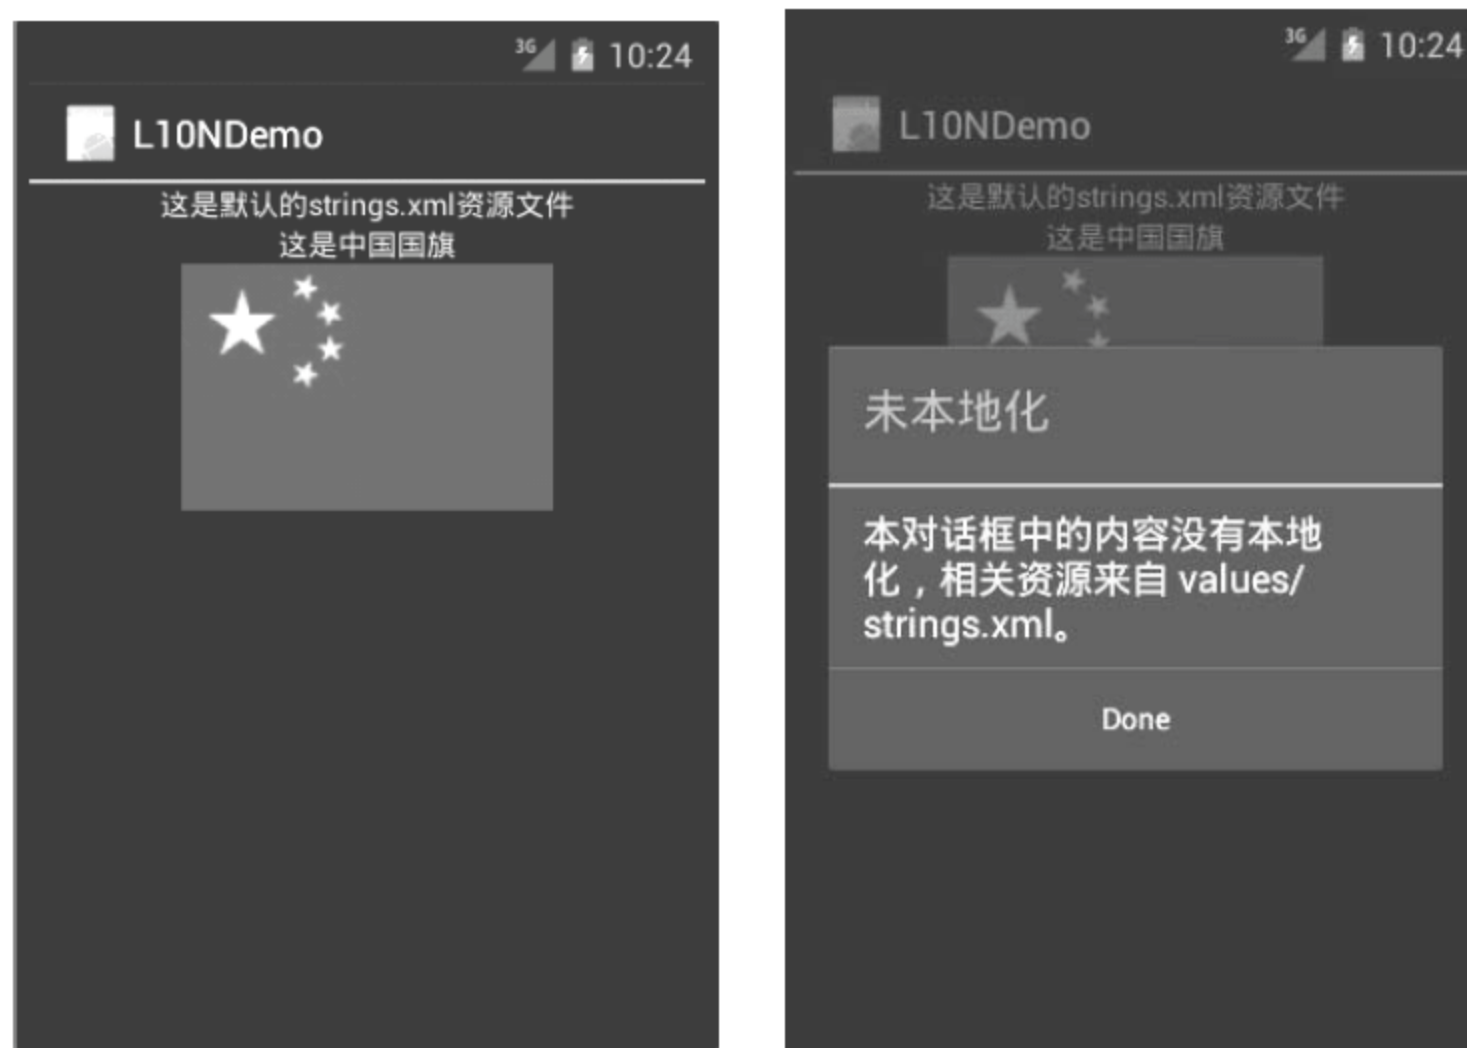 3G 10:24
L10NDemo
这是默认的strings.xml资源文件
这是中国国旗
3G 10:24
L10NDemo
这是默认的strings.xml资源文件
这是中国国旗
未本地化
本对话框中的内容没有本地
化，相关资源来自 values/
strings.xml。
Done